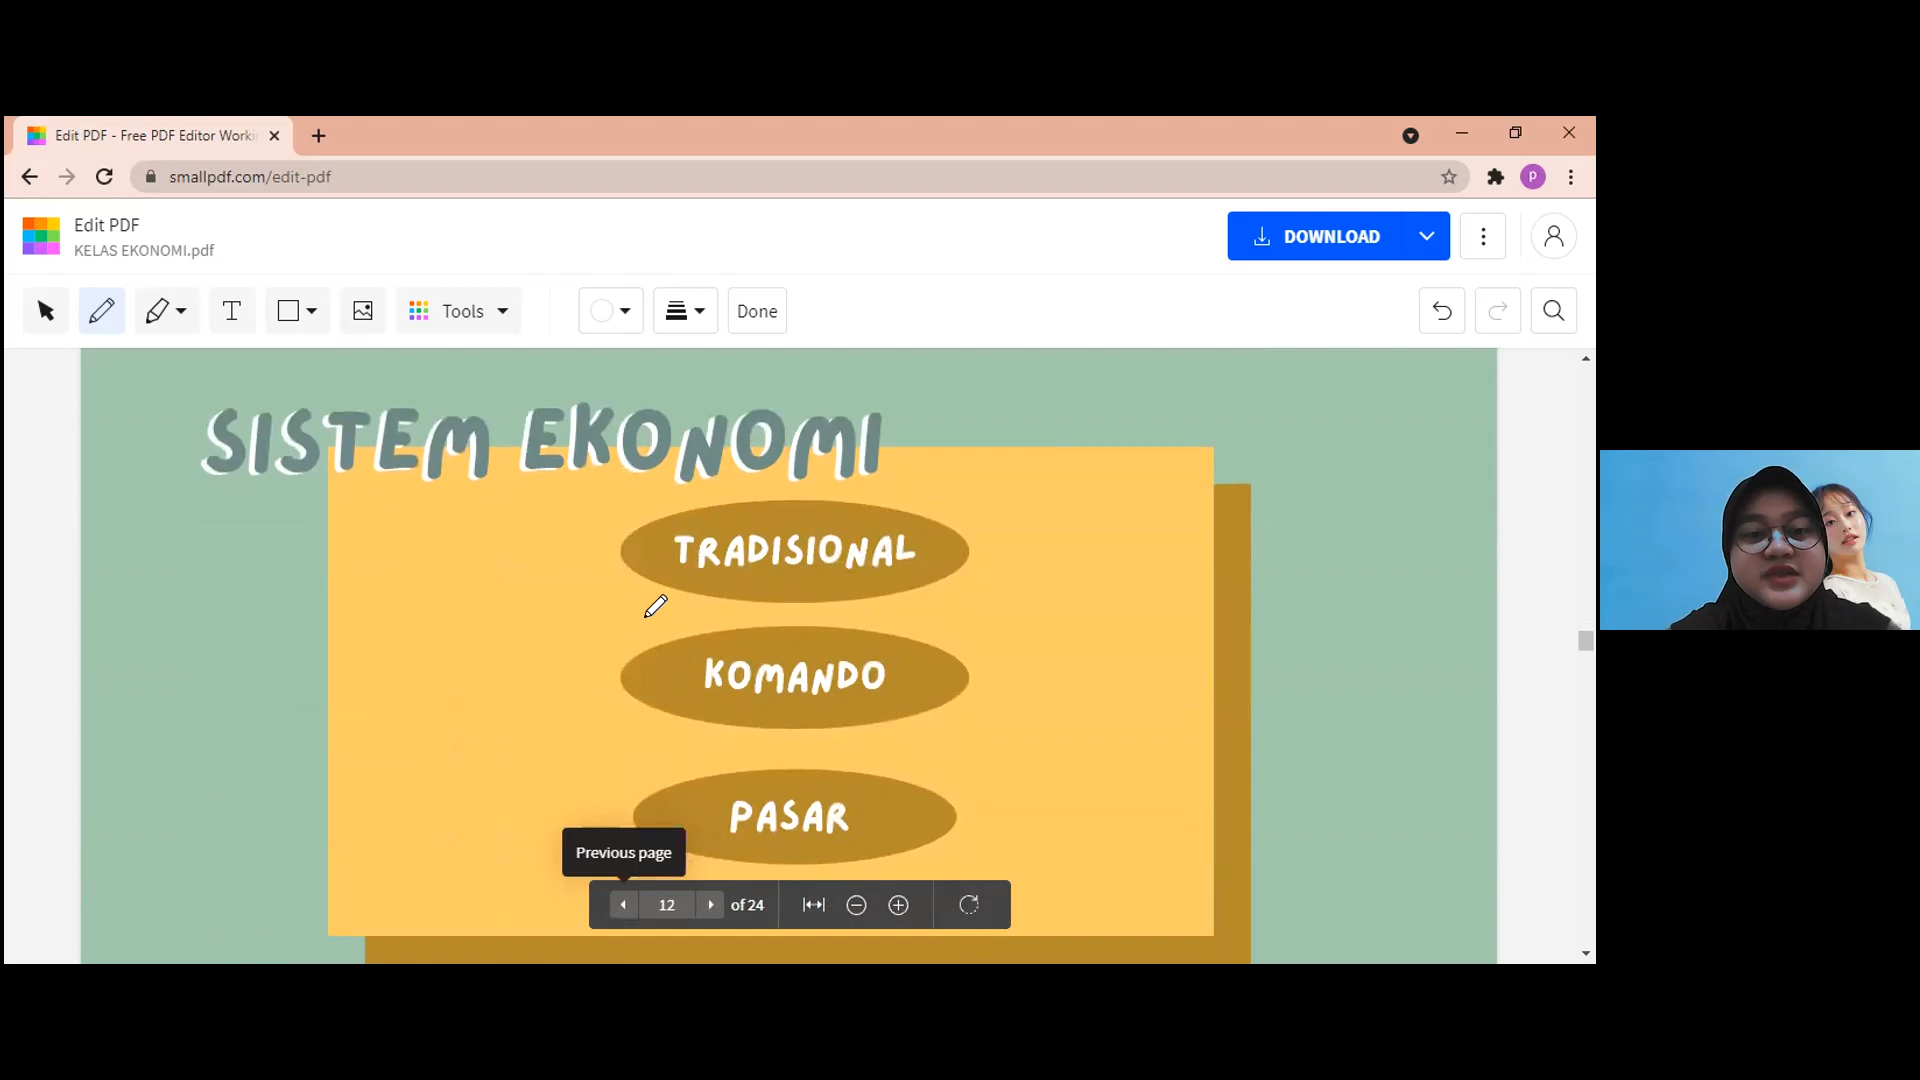 Edit PDF - Free PDF Editor Worki
smallpdf.com/edit-pdf
P
Edit PDF
KELAS EKONOMI.pdf
DOWNLOAD
T
Tools
Done
SISTEM EKONOMI
TRADISIONAL
KOMANDO
PASAR
Previous page
12
of 24